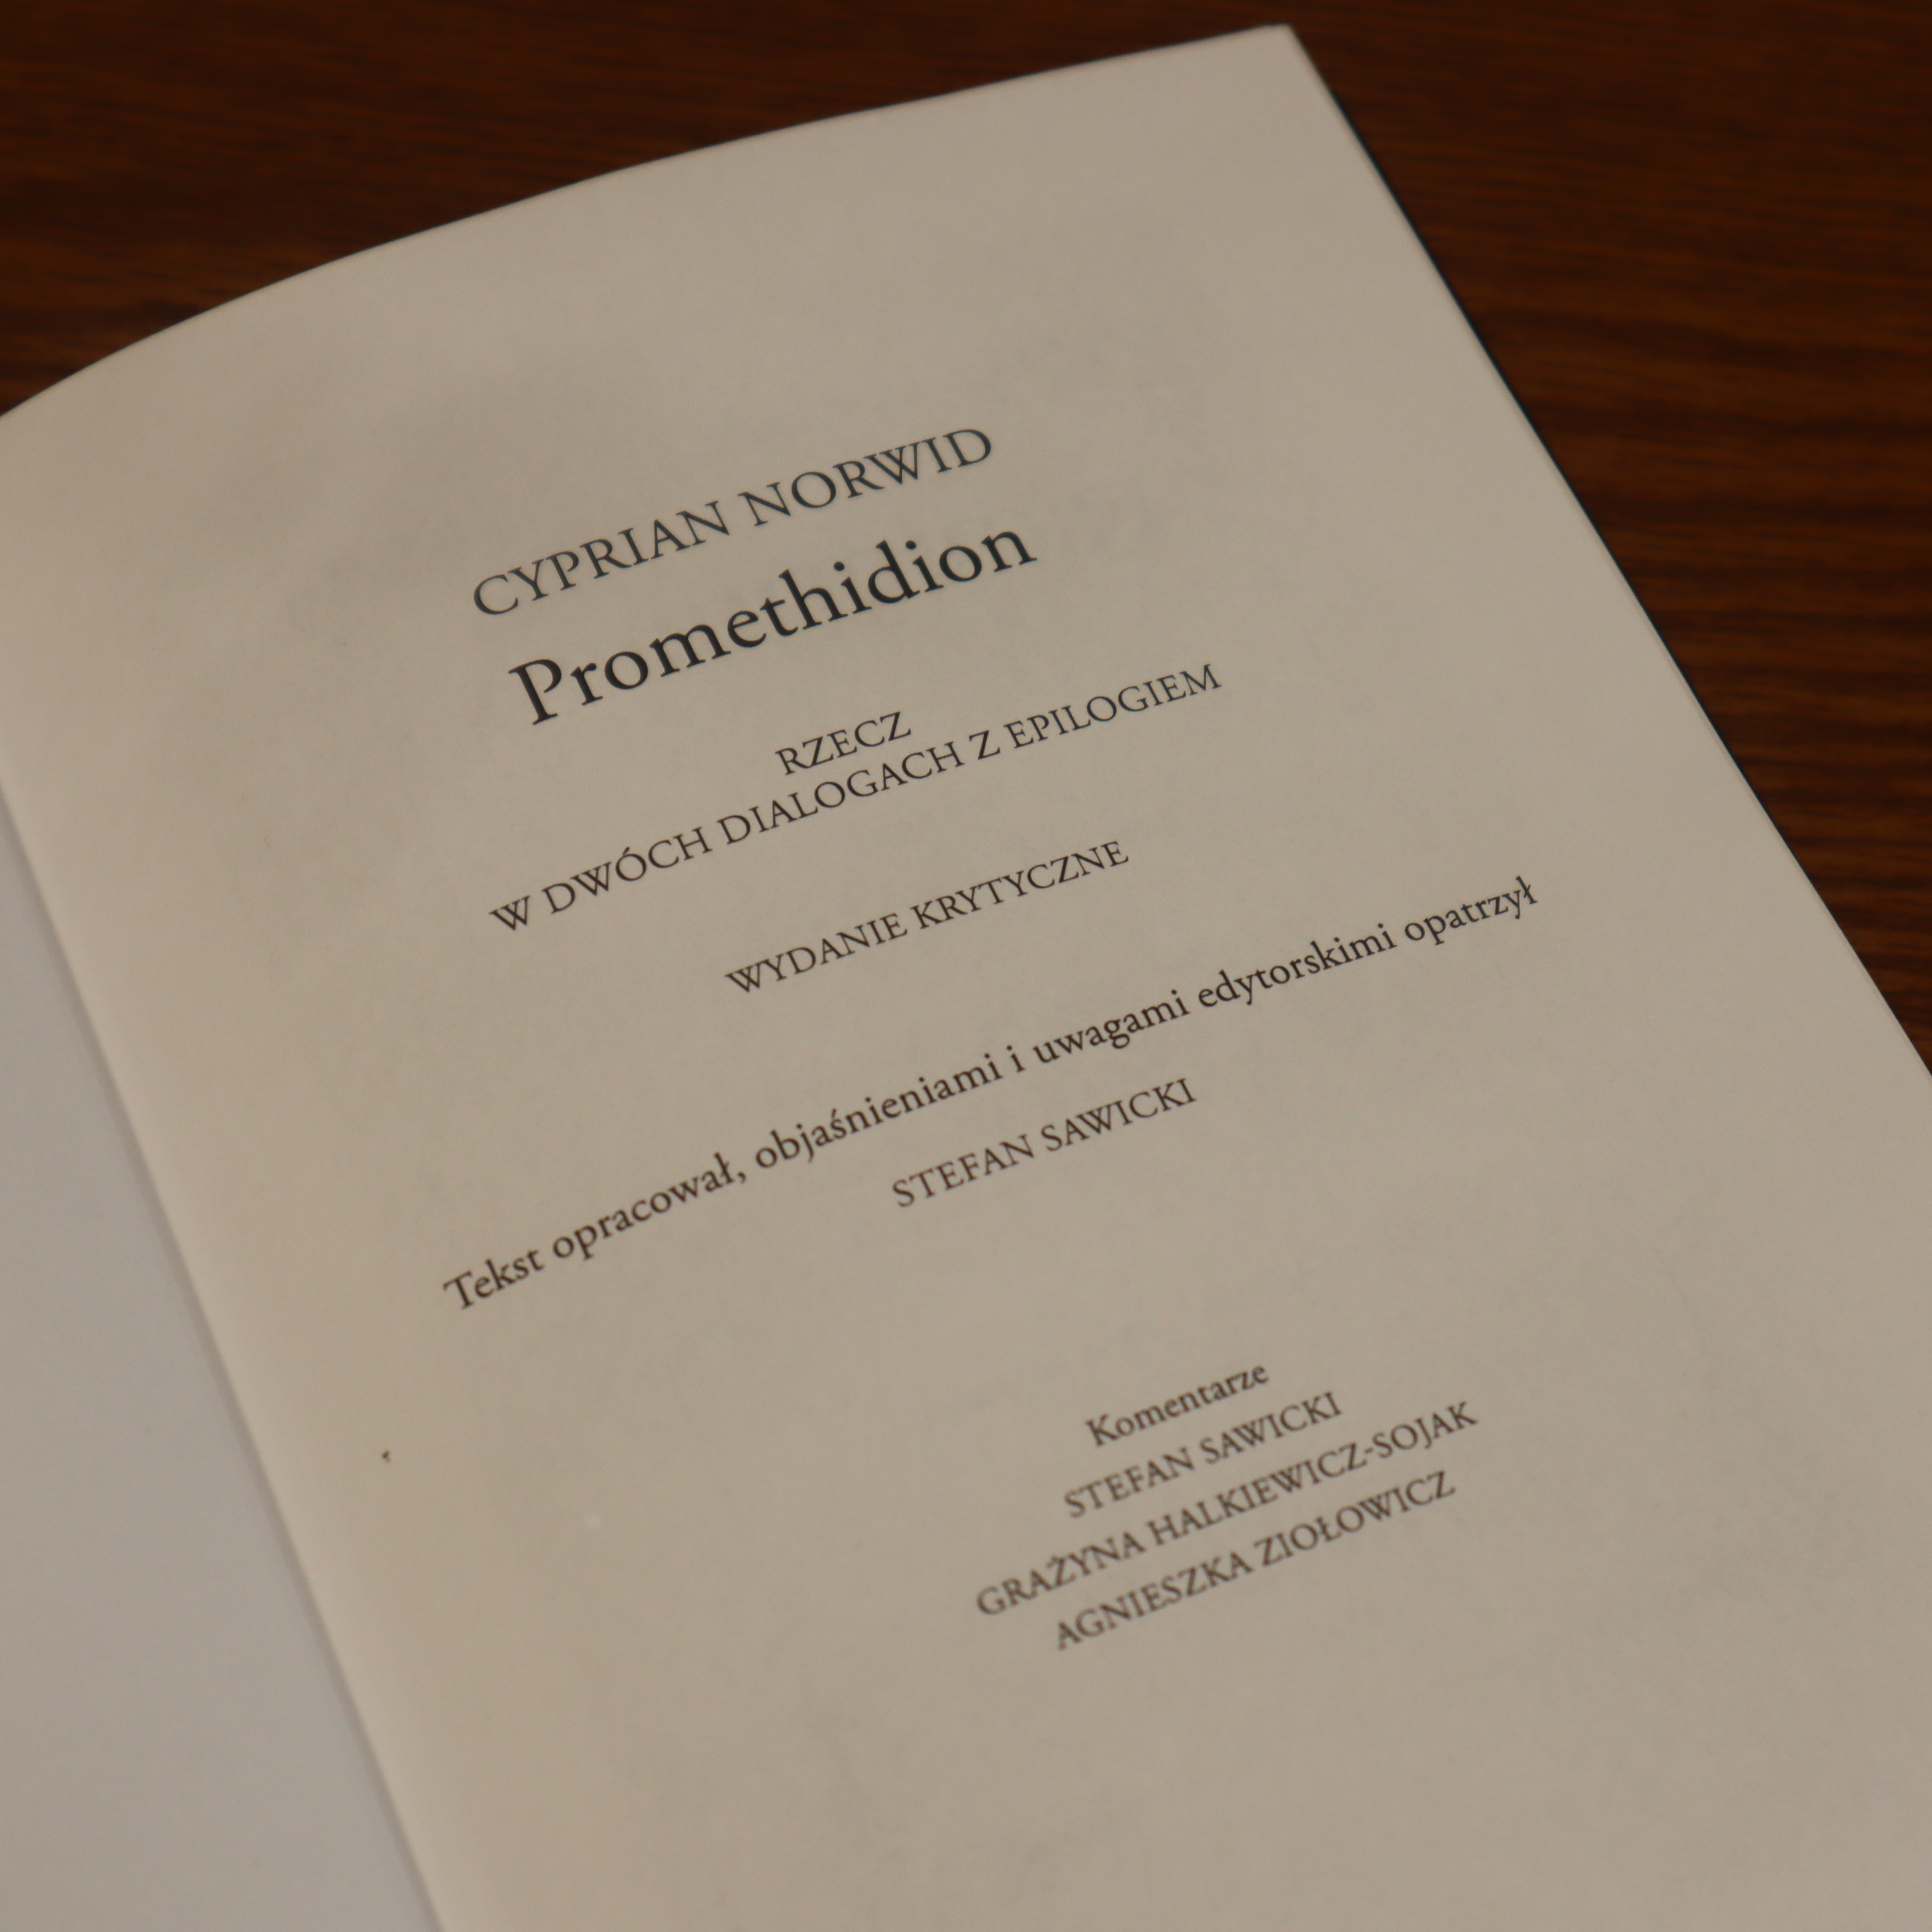 CYPRIAN NORWID
Promethidion
RZECZ
W DWÓCH DIALOGACH Z EPILOGIEM
WYDANIE KRYTYCZNE
Tekst opracował, objaśnieniami i uwagami edytorskimi opatrzył
STEFAN SAWICKI
Komentarze
STEFAN SAWICKI
GRAŻYNA HALKIEWICZ-SOJAK
AGNIESZKA ZIOŁOWICZ